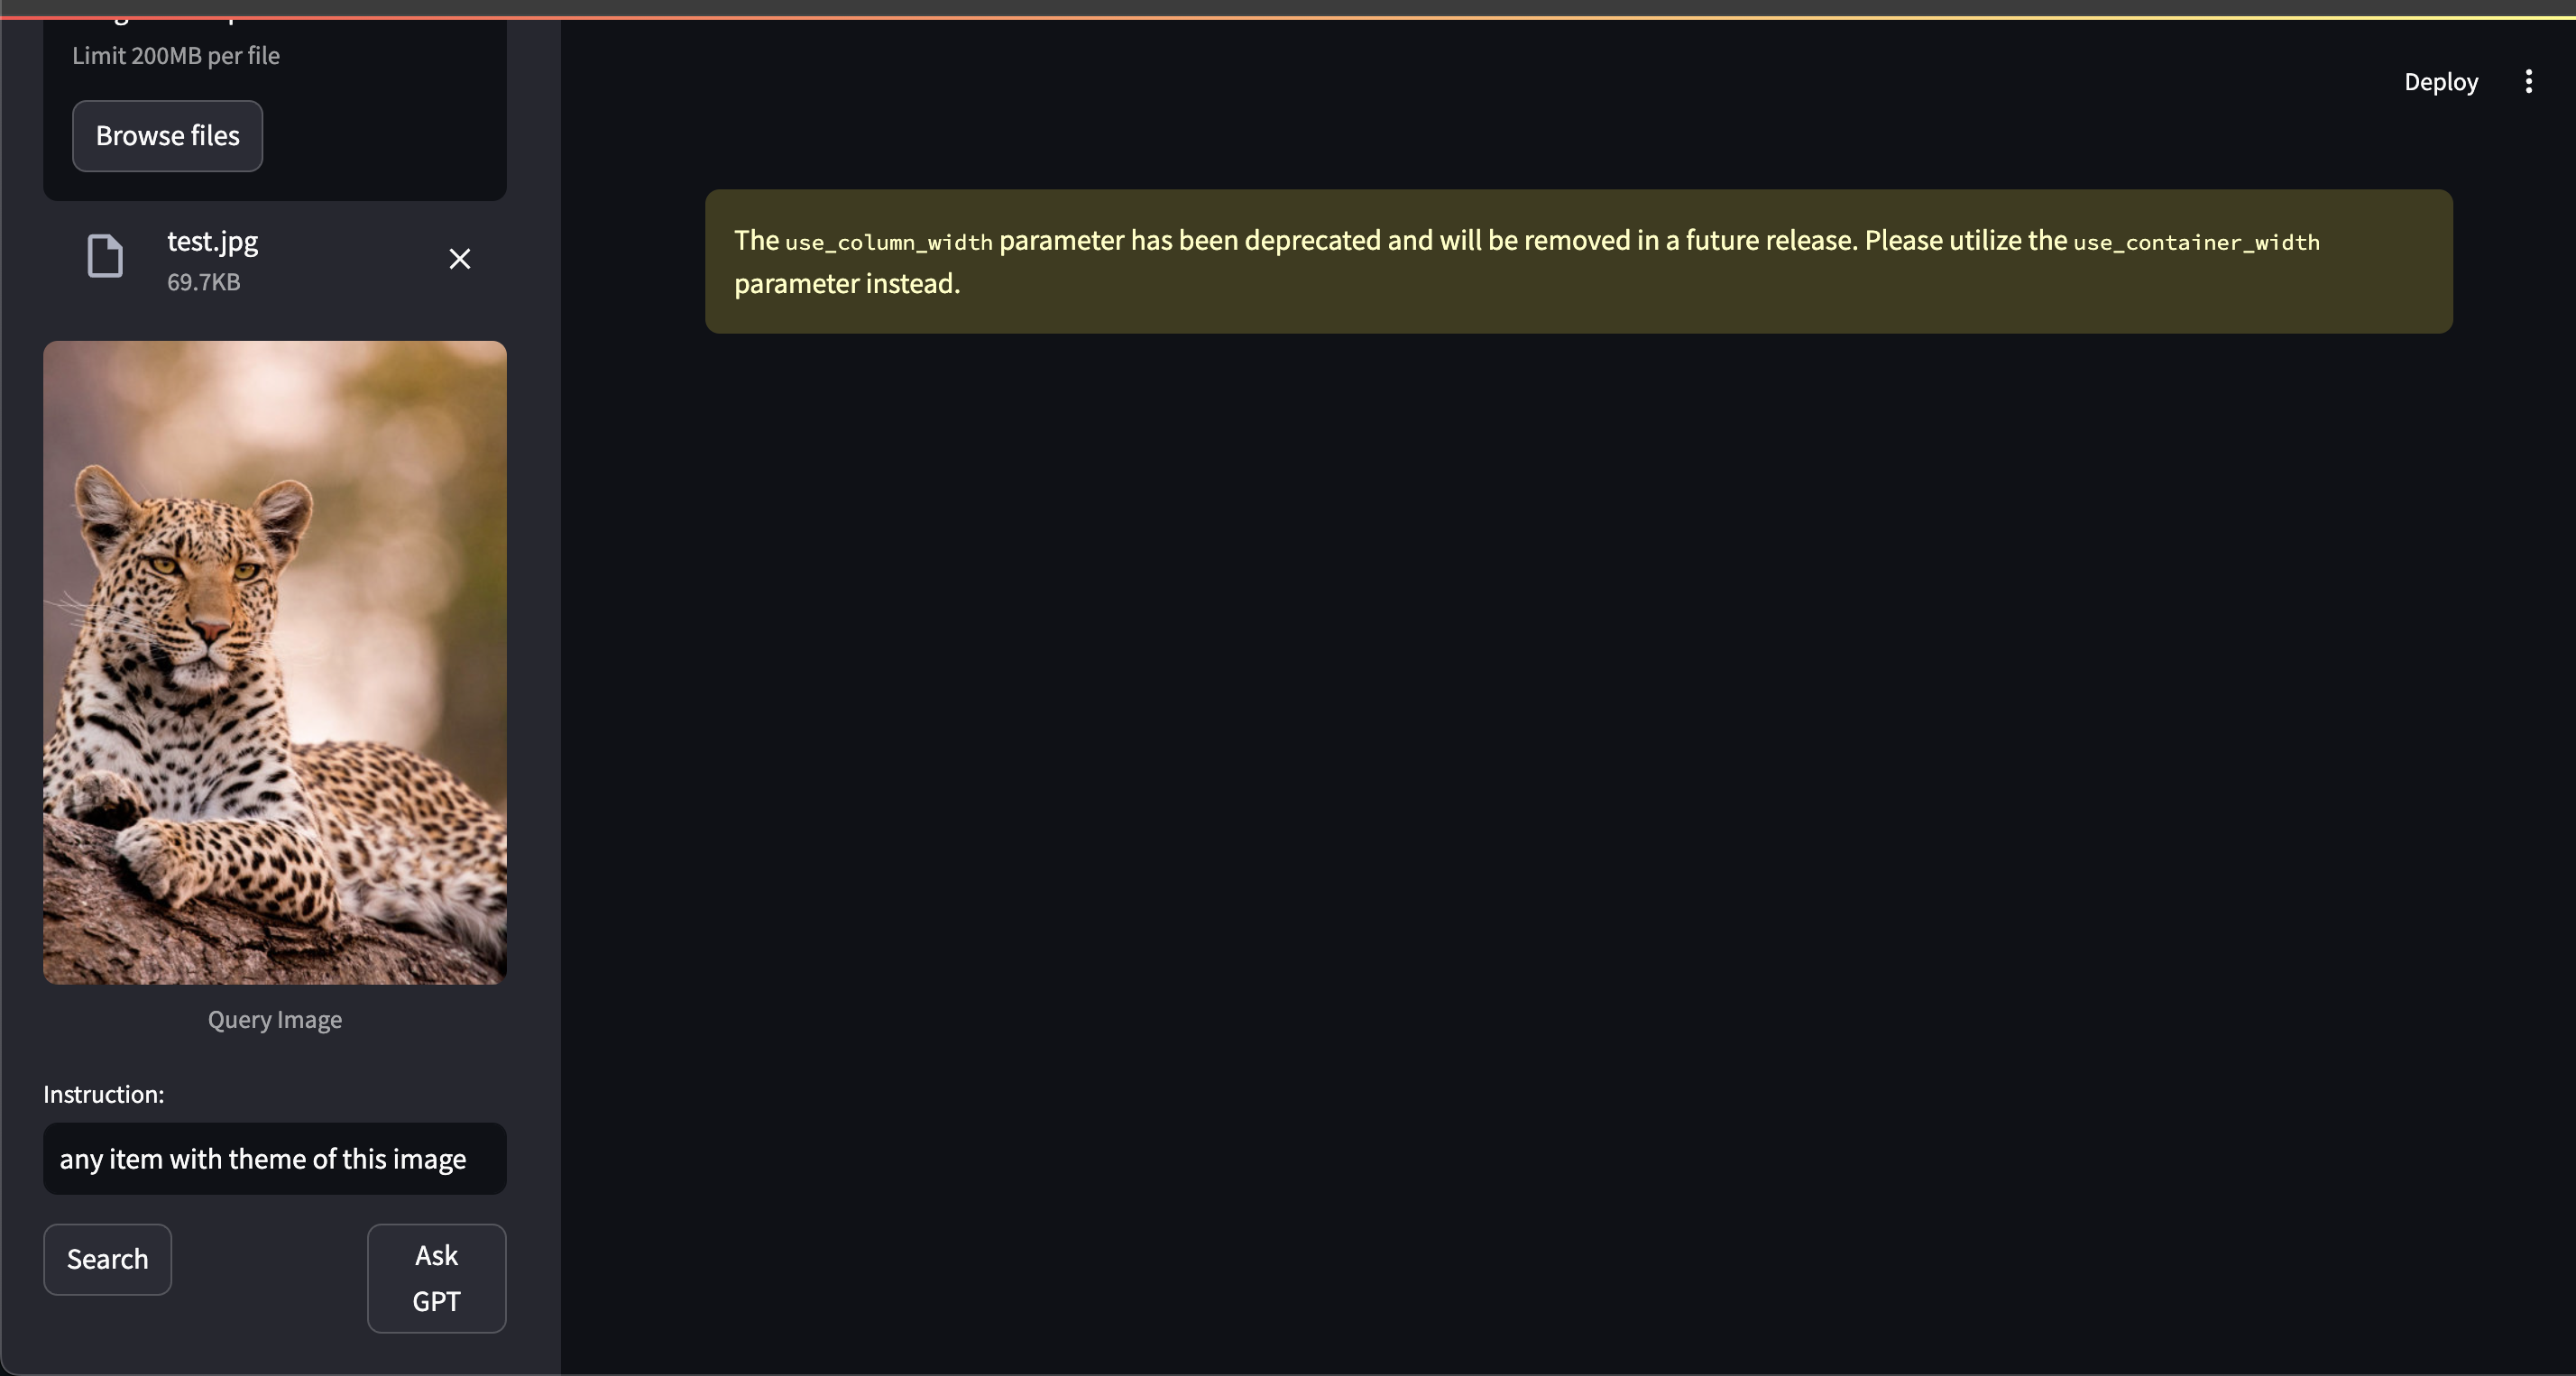 Limit 200MB per file
Browse files
test.jpg
69.7KB
Query Image
Instruction:
any item with theme of this image
Search
Ask
GPT
Deploy
The use_column_width parameter has been deprecated and will be removed in a future release. Please utilize the use_container_width
parameter instead.